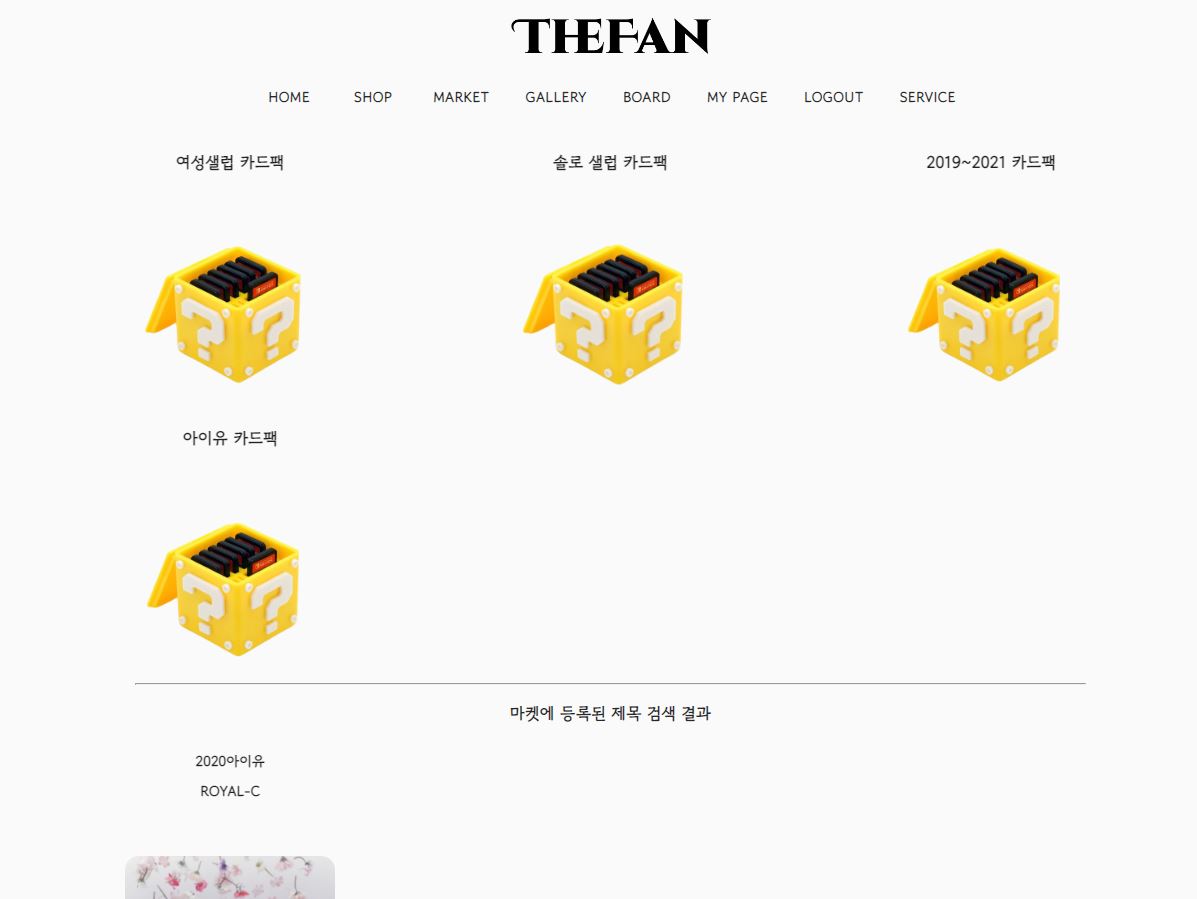 THEFAN
HOME SHOP MARKET GALLERY BOARD MY PAGE LOGOUT SERVICE
여성샐럽 카드팩 솔로 샐럽 카드팩 2019~2021 카드팩
? ? ? ? ? ?
아이유 카드팩
? ?
마켓에 등록된 제목 검색 결과
2020아이유
ROYAL-C